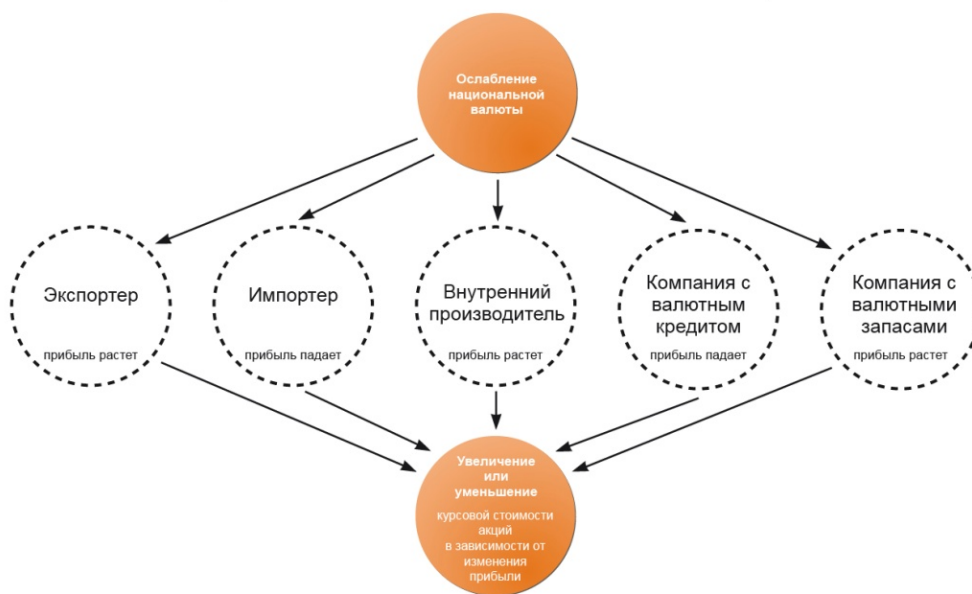 Ослабление
национальной
валюты
Экспортер
прибыль растет
Импортер
прибыль падает
Внутренний
производитель
прибыль растет
Компания с
валютным
кредитом
прибыль падает
Компания с
валютными
запасами
прибыль растет
Увеличение
или
уменьшение
курсовой стоимости
акций
в зависимости от
изменения
прибыли